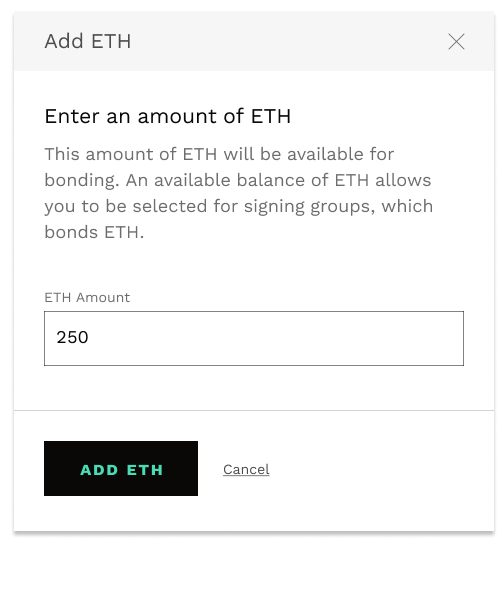 Add ETH
Enter an amount of ETH
This amount of ETH will be available for
bonding. An available balance of ETH allows
you to be selected for signing groups, which
bonds ETH.
ETH Amount
250
ADD ETH
Cancel